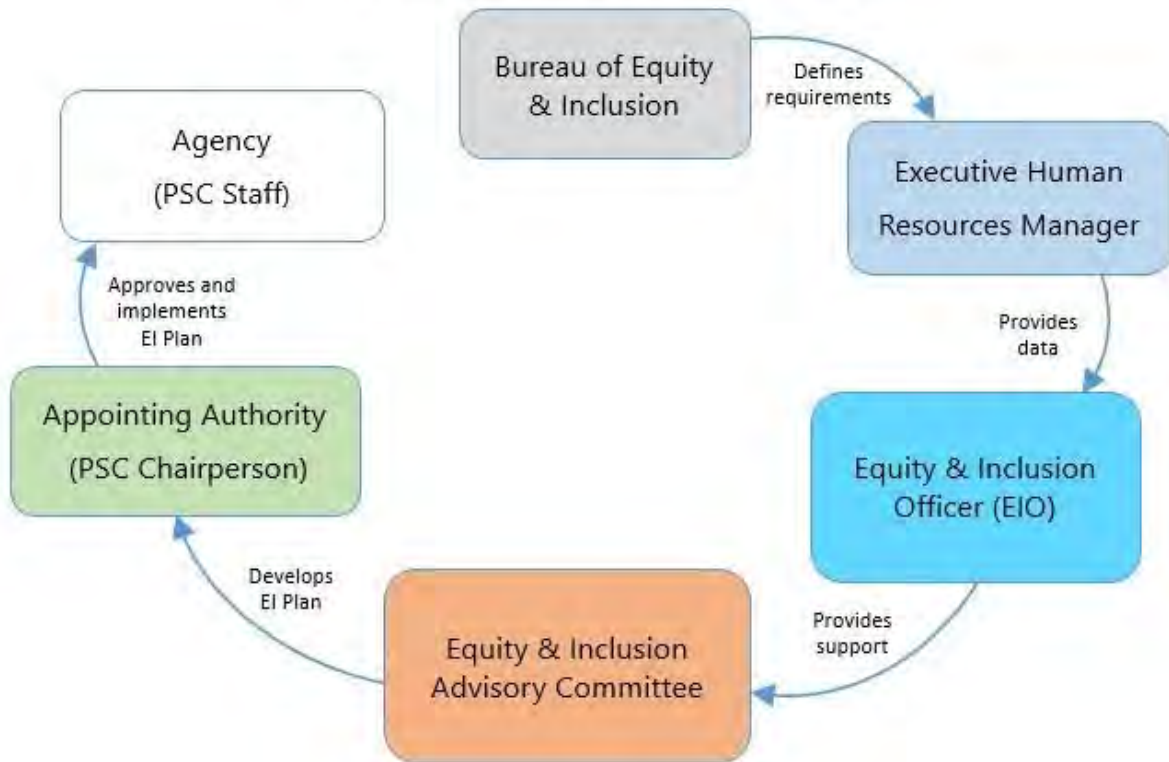 Bureau of Equity
& Inclusion
Defines
requirements
Executive Human
Resources Manager
Provides
data
Equity & Inclusion
Officer (EIO)
Provides
support
Equity & Inclusion
Advisory Committee
Develops
EI Plan
Appointing Authority
(PSC Chairperson)
Approves and
implements
EI Plan
Agency
(PSC Staff)